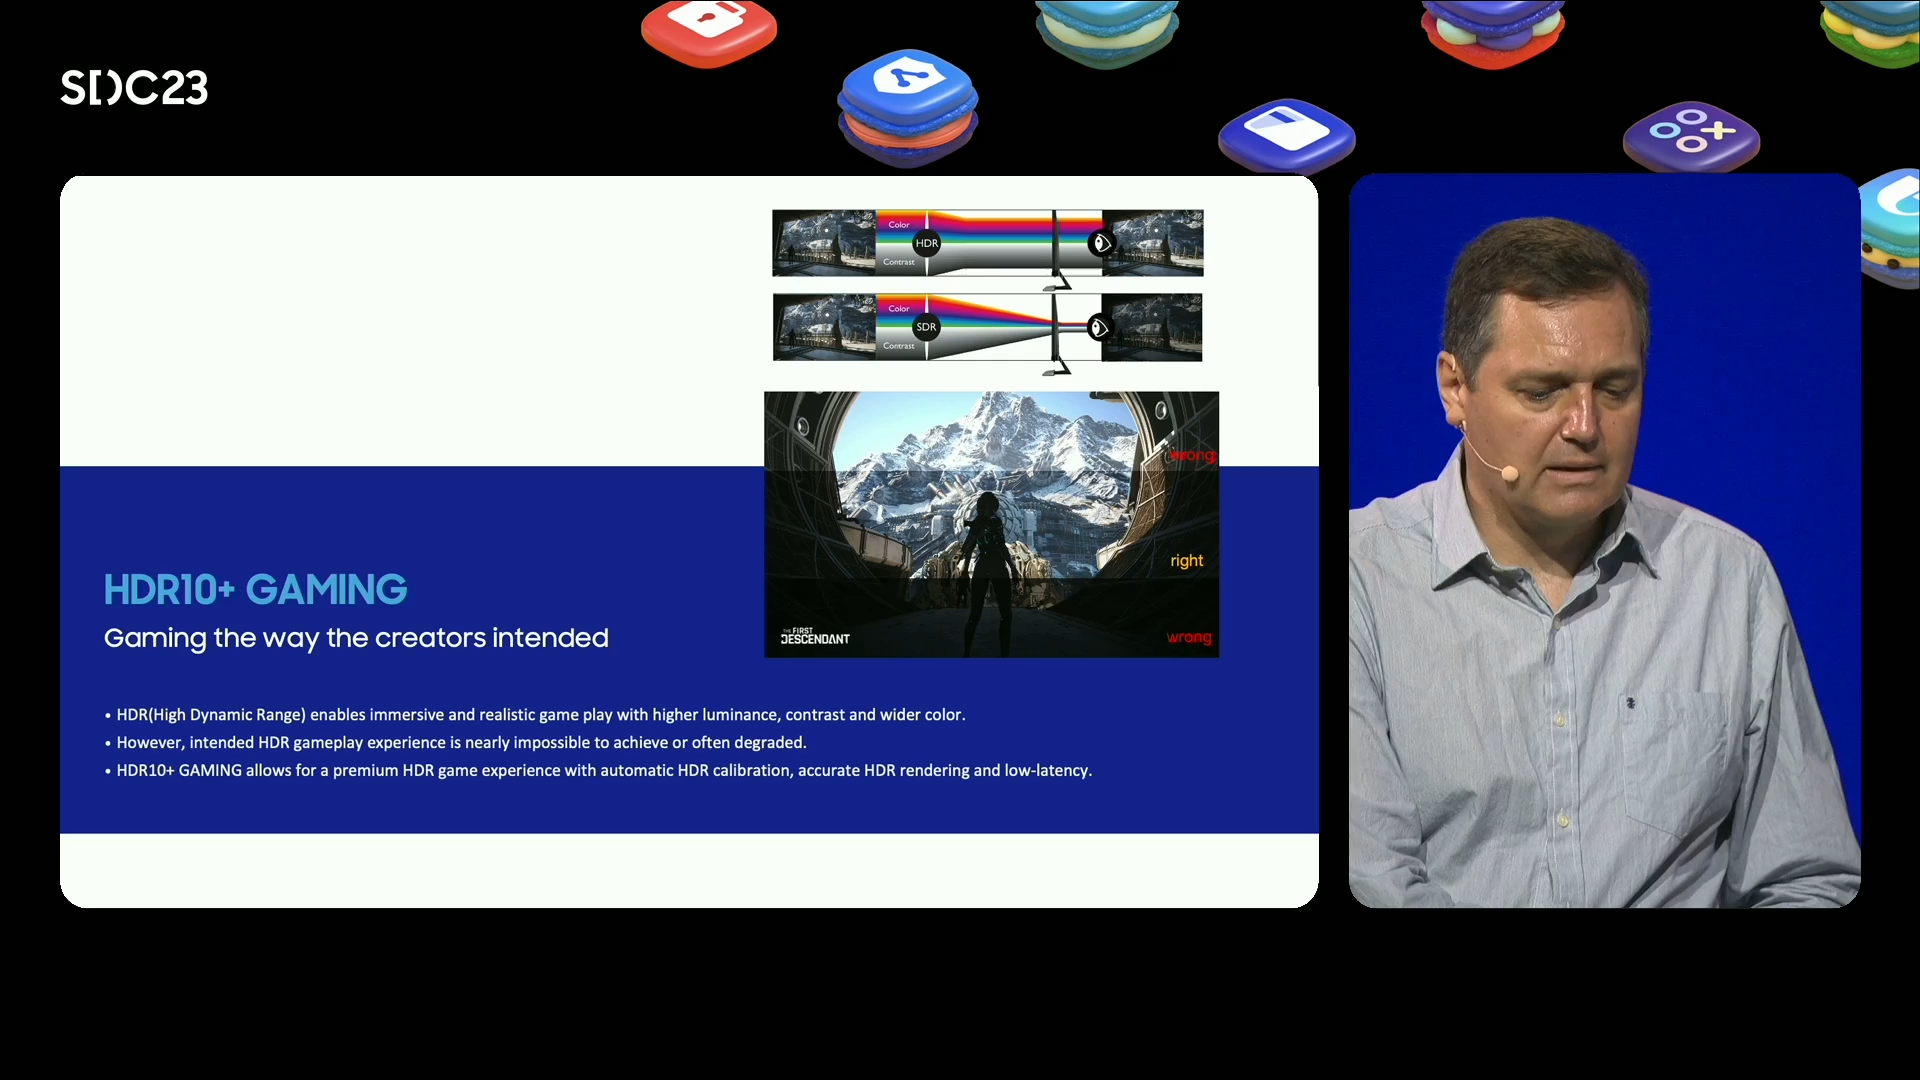 SDC23
Color
HDR
Contrast
Color
SDR
Contrast
wrong
right
wrong
THE FIRST
DESCENDANT
HDR10+ GAMING
Gaming the way the creators intended
• HDR(High Dynamic Range) enables immersive and realistic game play with higher luminance, contrast and wider color.
• However, intended HDR gameplay experience is nearly impossible to achieve or often degraded.
• HDR10+ GAMING allows for a premium HDR game experience with automatic HDR calibration, accurate HDR rendering and low-latency.